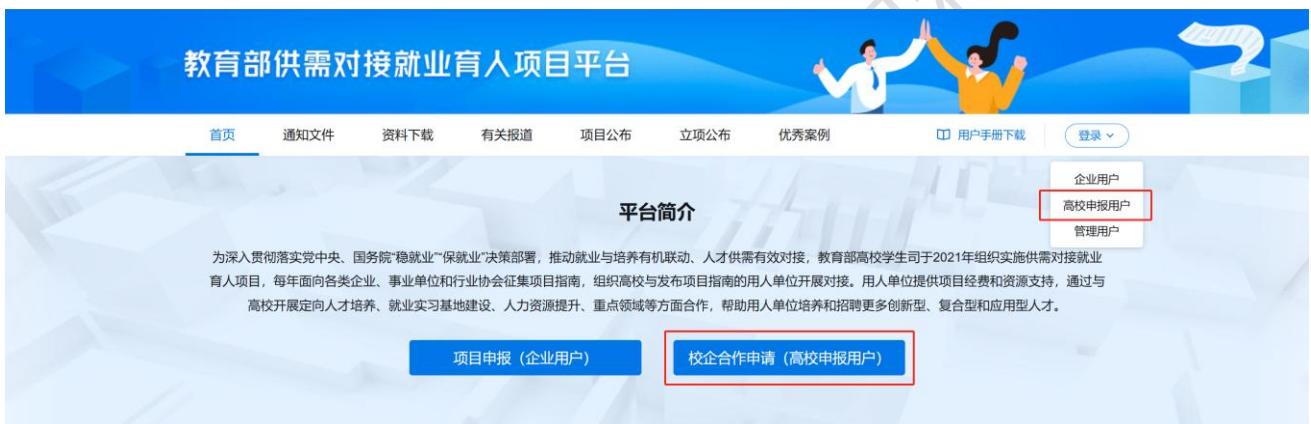 教育部供需对接就业育人项目平台
首页 通知文件 资料下载 有关报道 项目公布 立项公布 优秀案例 用户手册下载 登录
企业用户
高校申报用户
管理用户
平台简介
为深入贯彻落实党中央、国务院“稳就业”“保就业”决策部署，推动就业与培养有机联动、人才供需有效对接，教育部高校学生司于2021年组织实施供需对接就业
育人项目，每年面向各类企业、事业单位和行业协会征集项目指南，组织高校与发布项目指南的用人单位开展对接。用人单位提供项目经费和资源支持，通过与
高校开展定向人才培养、就业实习基地建设、人力资源提升、重点领域等方面合作，帮助用人单位培养和招聘更多创新型、复合型和应用型人才。
项目申报（企业用户） 校企合作申请（高校申报用户）